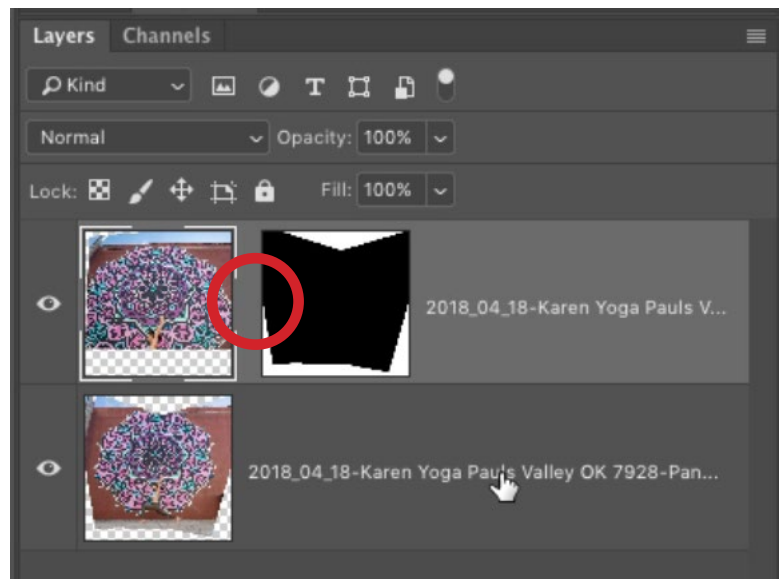 Layers Channels
Kind
Normal Opacity: 100%
Lock: Fill: 100%
2018_04_18-Karen Yoga Pauls V...
2018_04_18-Karen Yoga Pauls Valley OK 7928-Pan...